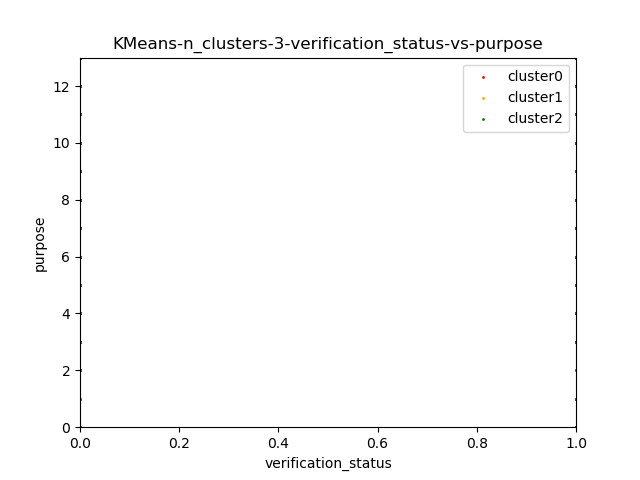 KMeans-n_clusters-3-verification_status-vs-purpose
cluster0
cluster1
cluster2
purpose
12
10
8
6
4
2
0
0.0 0.2 0.4 0.6 0.8 1.0
verification_status